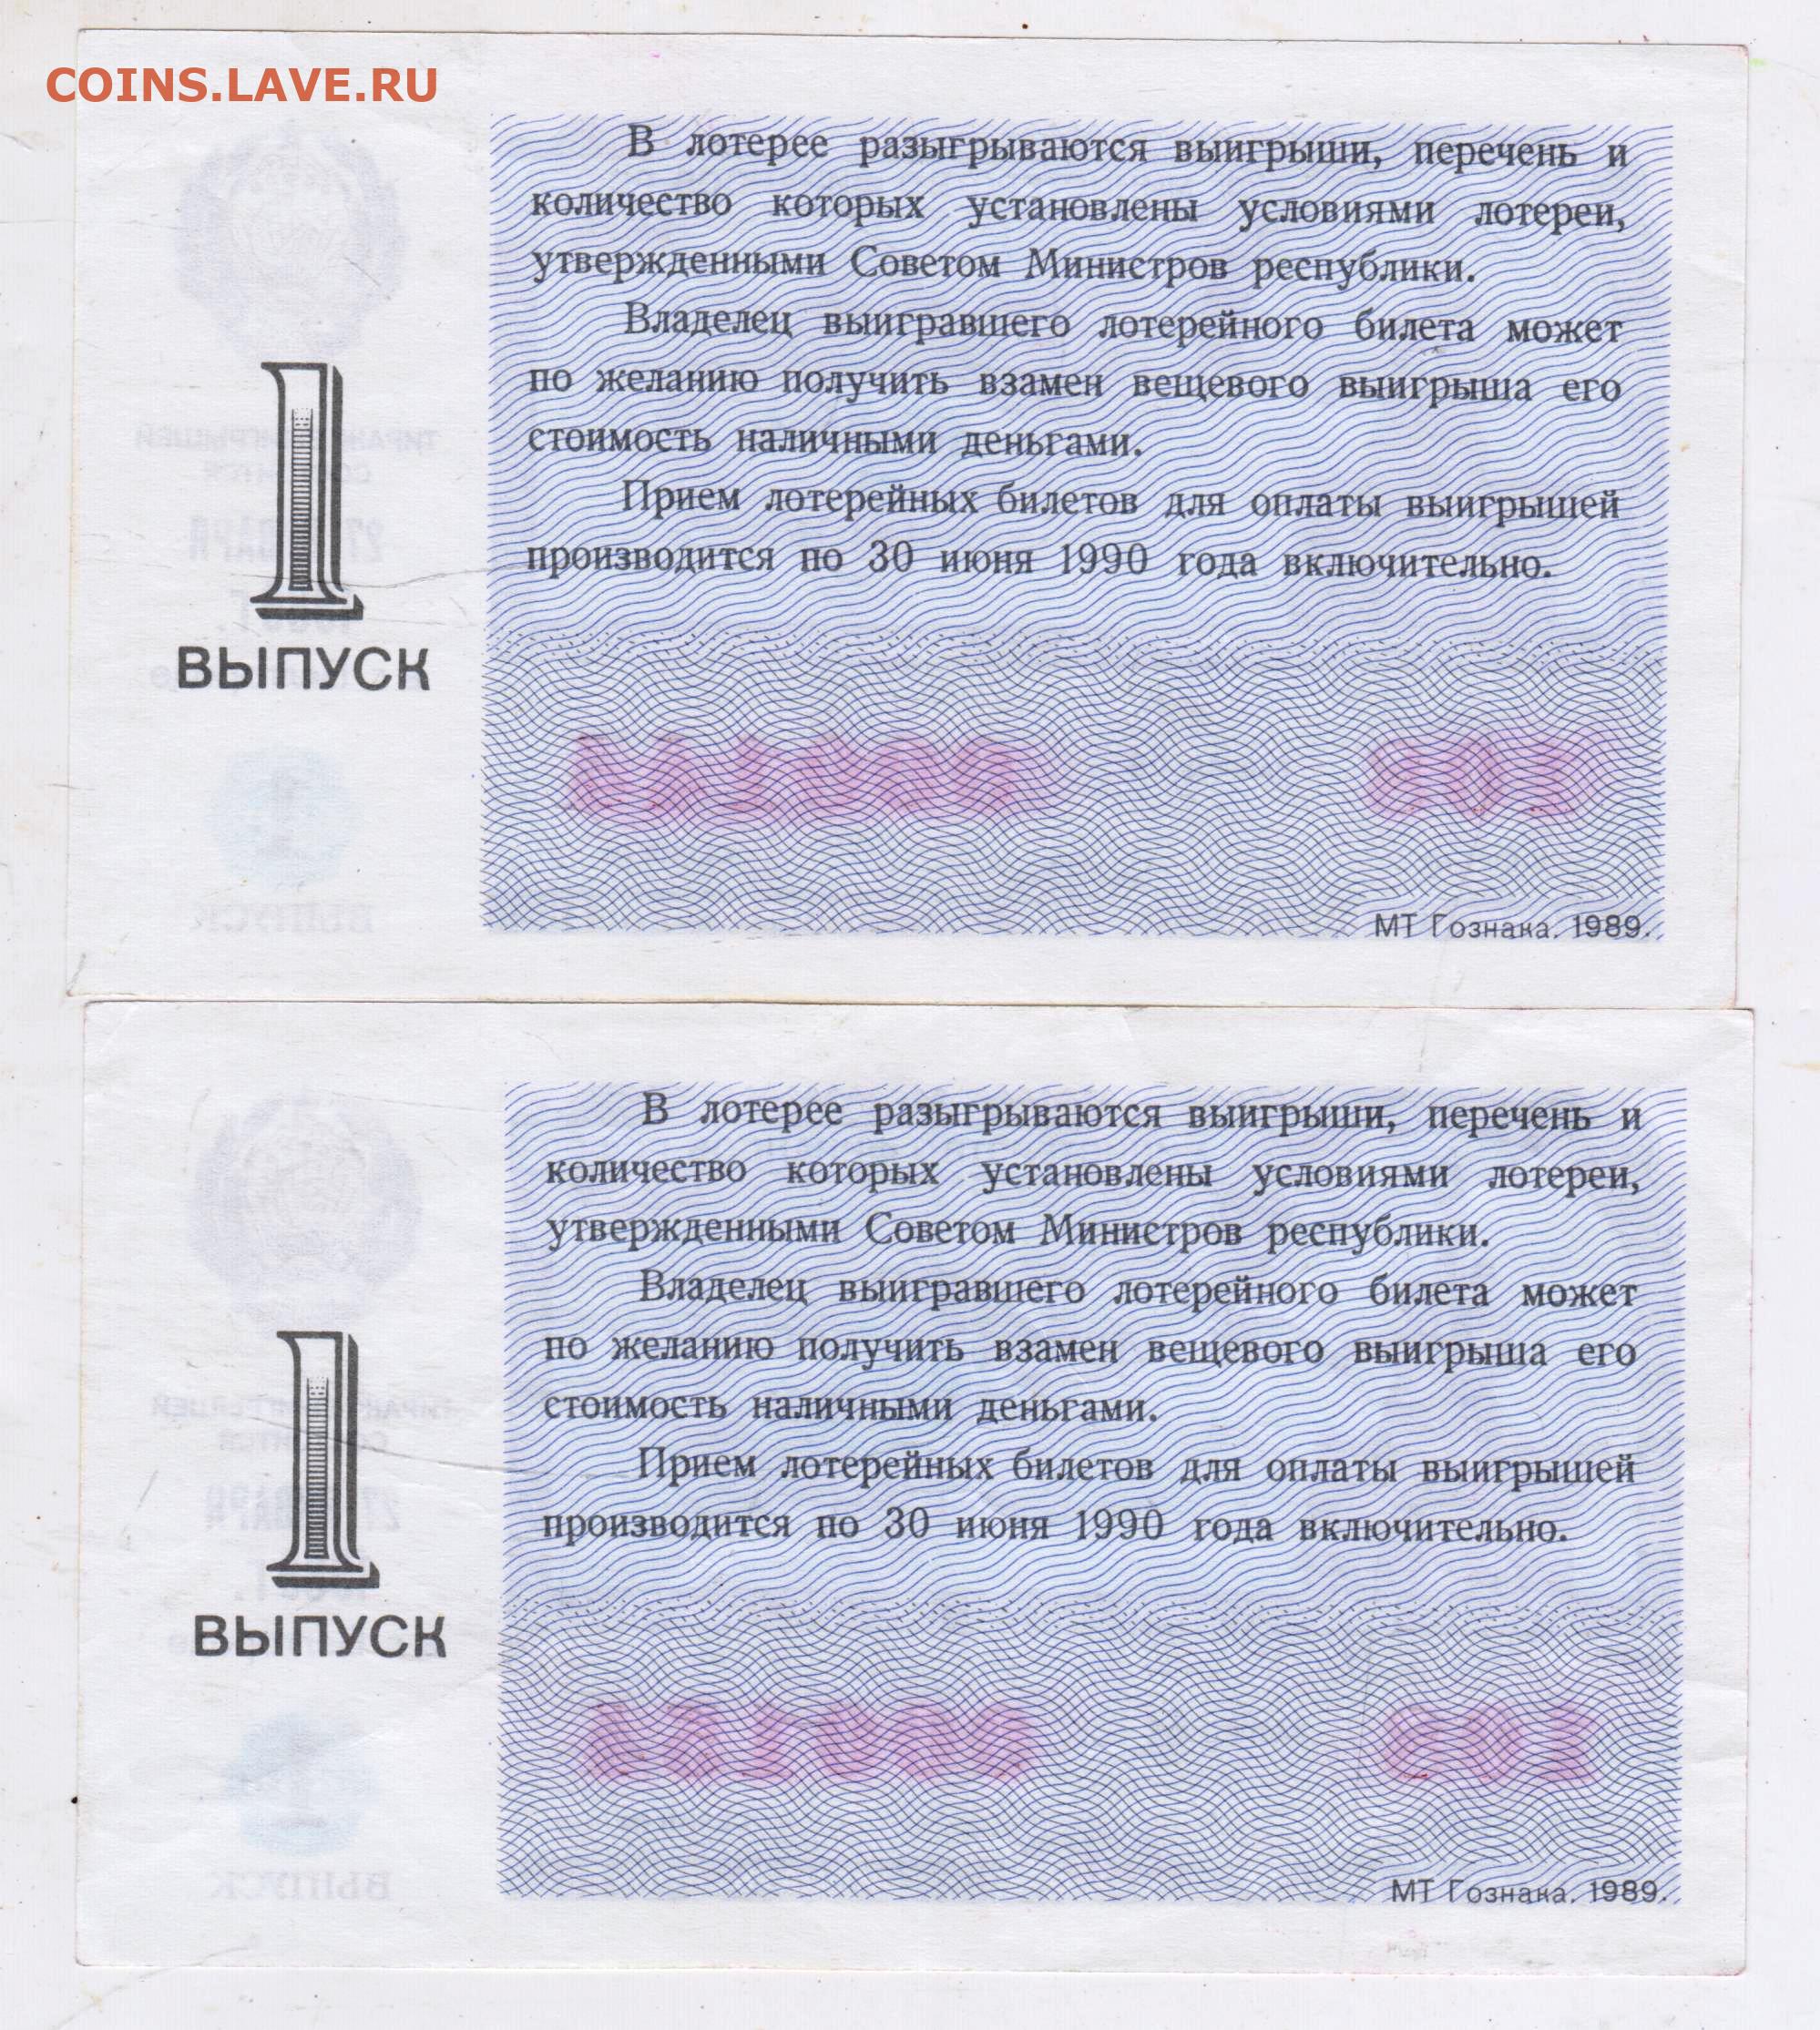 COINS.LAVE.RU
В лотерее разыгрываются выигрыши, перечень и
количество которых установлены условиями лотереи,
утвержденными Советом Министров республики.
Владелец выигравшего лотерейного билета может
по желанию получить взамен вещевого выигрыша его
стоимость наличными деньгами.
Прием лотерейных билетов для оплаты выигрышей
производится по 30 июня 1990 года включительно.
1
ВЫПУСК
МТ Гознака. 1989.
В лотерее разыгрываются выигрыши, перечень и
количество которых установлены условиями лотереи,
утвержденными Советом Министров республики.
Владелец выигравшего лотерейного билета может
по желанию получить взамен вещевого выигрыша его
стоимость наличными деньгами.
Прием лотерейных билетов для оплаты выигрышей
производится по 30 июня 1990 года включительно.
1
ВЫПУСК
МТ Гознака. 1989.